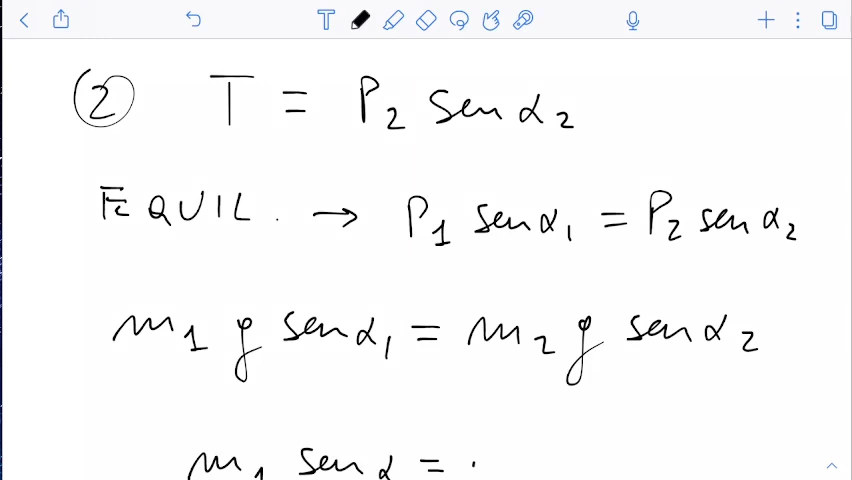 ② T = P₂ sen α₂
EQUIL. → P₁ sen α₁ = P₂ sen α₂
m₁ g sen α₁ = m₂ g sen α₂
m₁ sen α =